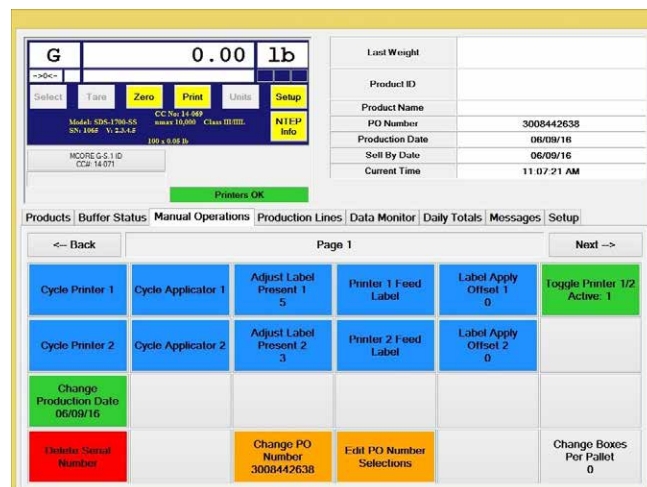 G 0.00 lb
->0<-
Select Tare Zero Print Units Setup
CC No: 14-069
Model: SDS-1700-SS nmax 10,000 Class III/IIIL
SN: 1065 V: 2.3.4.5
NTEP
Info
100 x 0.05 lb
MCORE G-S.1 ID
CC#: 14-071
Printers OK
Last Weight
Product ID
Product Name
PO Number 3008442638
Production Date 06/09/16
Sell By Date 06/09/16
Current Time 11:07:21 AM
Products Buffer Status Manual Operations Production Lines Data Monitor Daily Totals Messages Setup
<-- Back Page 1 Next -->
Cycle Printer 1
Cycle Applicator 1
Adjust Label
Present 1
5
Printer 1 Feed
Label
Label Apply
Offset 1
0
Toggle Printer 1/2
Active: 1
Cycle Printer 2
Cycle Applicator 2
Adjust Label
Present 2
3
Printer 2 Feed
Label
Label Apply
Offset 2
0
Change
Production Date
06/09/16
Delete Serial
Number
Change PO
Number
3008442638
Edit PO Number
Selections
Change Boxes
Per Pallet
0